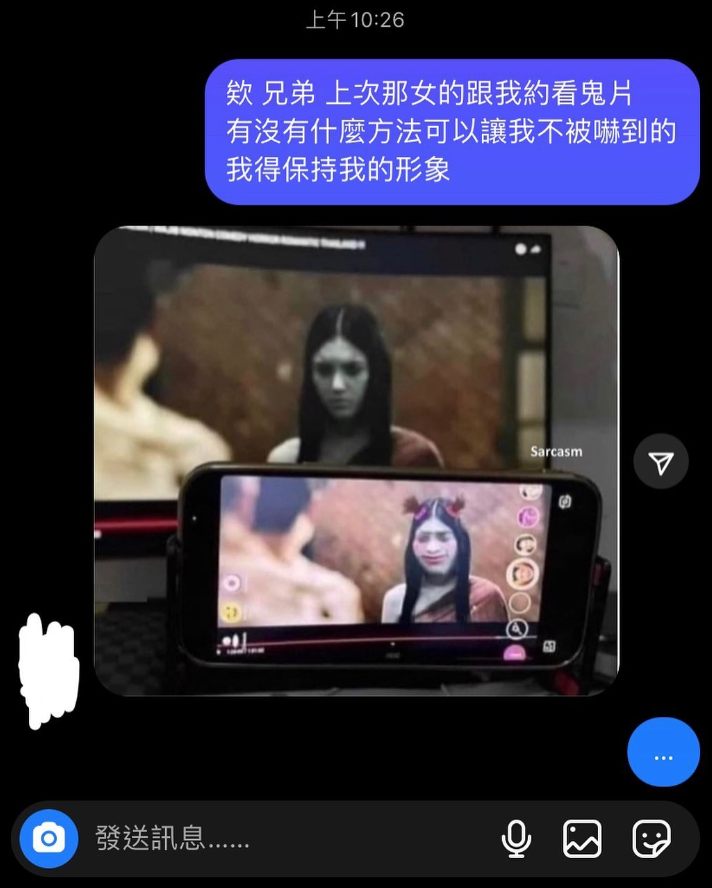 上午10:26
欸 兄弟 上次那女的跟我約看鬼片
有沒有什麼方法可以讓我不被嚇到的
我得保持我的形象
Sarcasm
...
發送訊息......